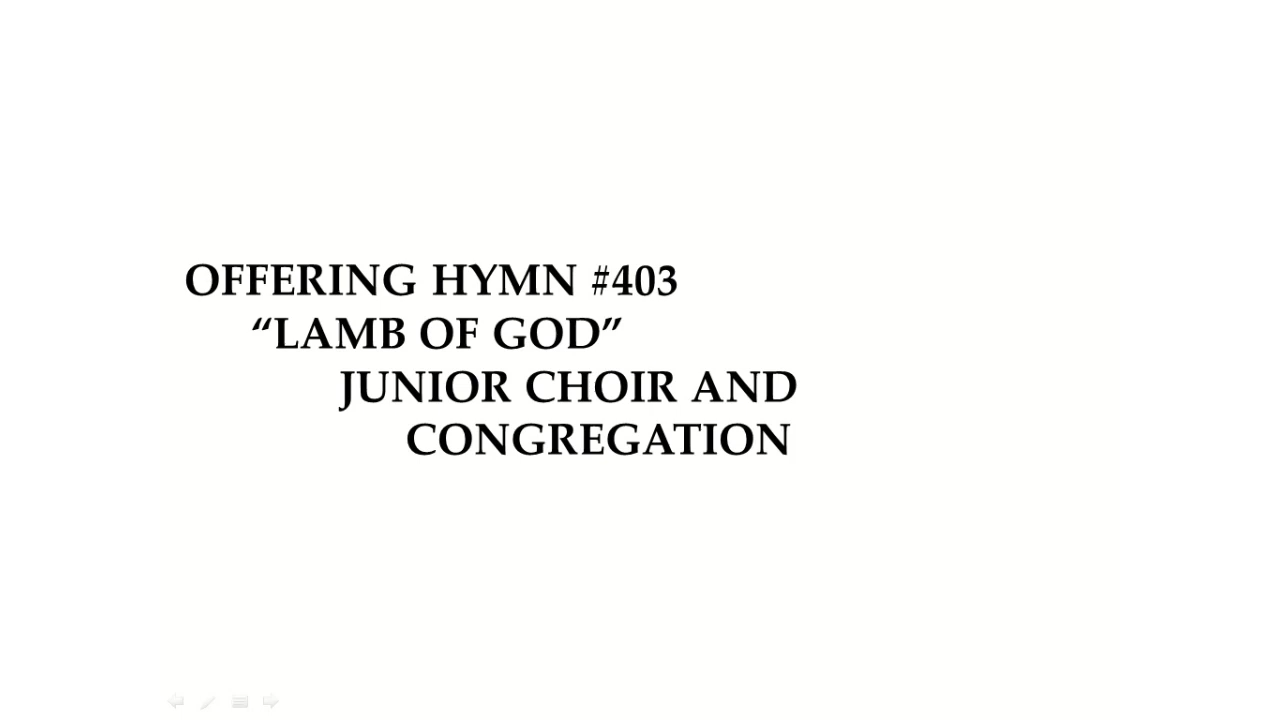 OFFERING HYMN #403
“LAMB OF GOD”
JUNIOR CHOIR AND
CONGREGATION